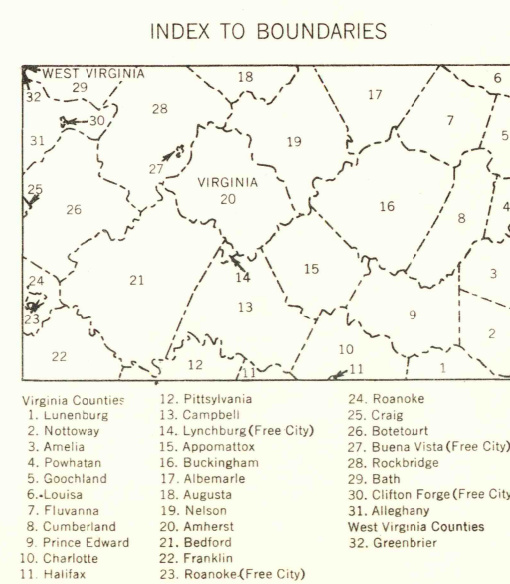 INDEX TO BOUNDARIES
WEST VIRGINIA
29
18
6
32
28
17
30
7
5
31
19
27
VIRGINIA
25
20
26
16
8
4
24
21
14
15
3
23
13
9
2
22
12
11
10
11
1
Virginia Counties
1. Lunenburg
2. Nottoway
3. Amelia
4. Powhatan
5. Goochland
6. Louisa
7. Fluvanna
8. Cumberland
9. Prince Edward
10. Charlotte
11. Halifax
12. Pittsylvania
13. Campbell
14. Lynchburg (Free City)
15. Appomattox
16. Buckingham
17. Albemarle
18. Augusta
19. Nelson
20. Amherst
21. Bedford
22. Franklin
23. Roanoke (Free City)
24. Roanoke
25. Craig
26. Botetourt
27. Buena Vista (Free City)
28. Rockbridge
29. Bath
30. Clifton Forge (Free City
31. Alleghany
West Virginia Counties
32. Greenbrier